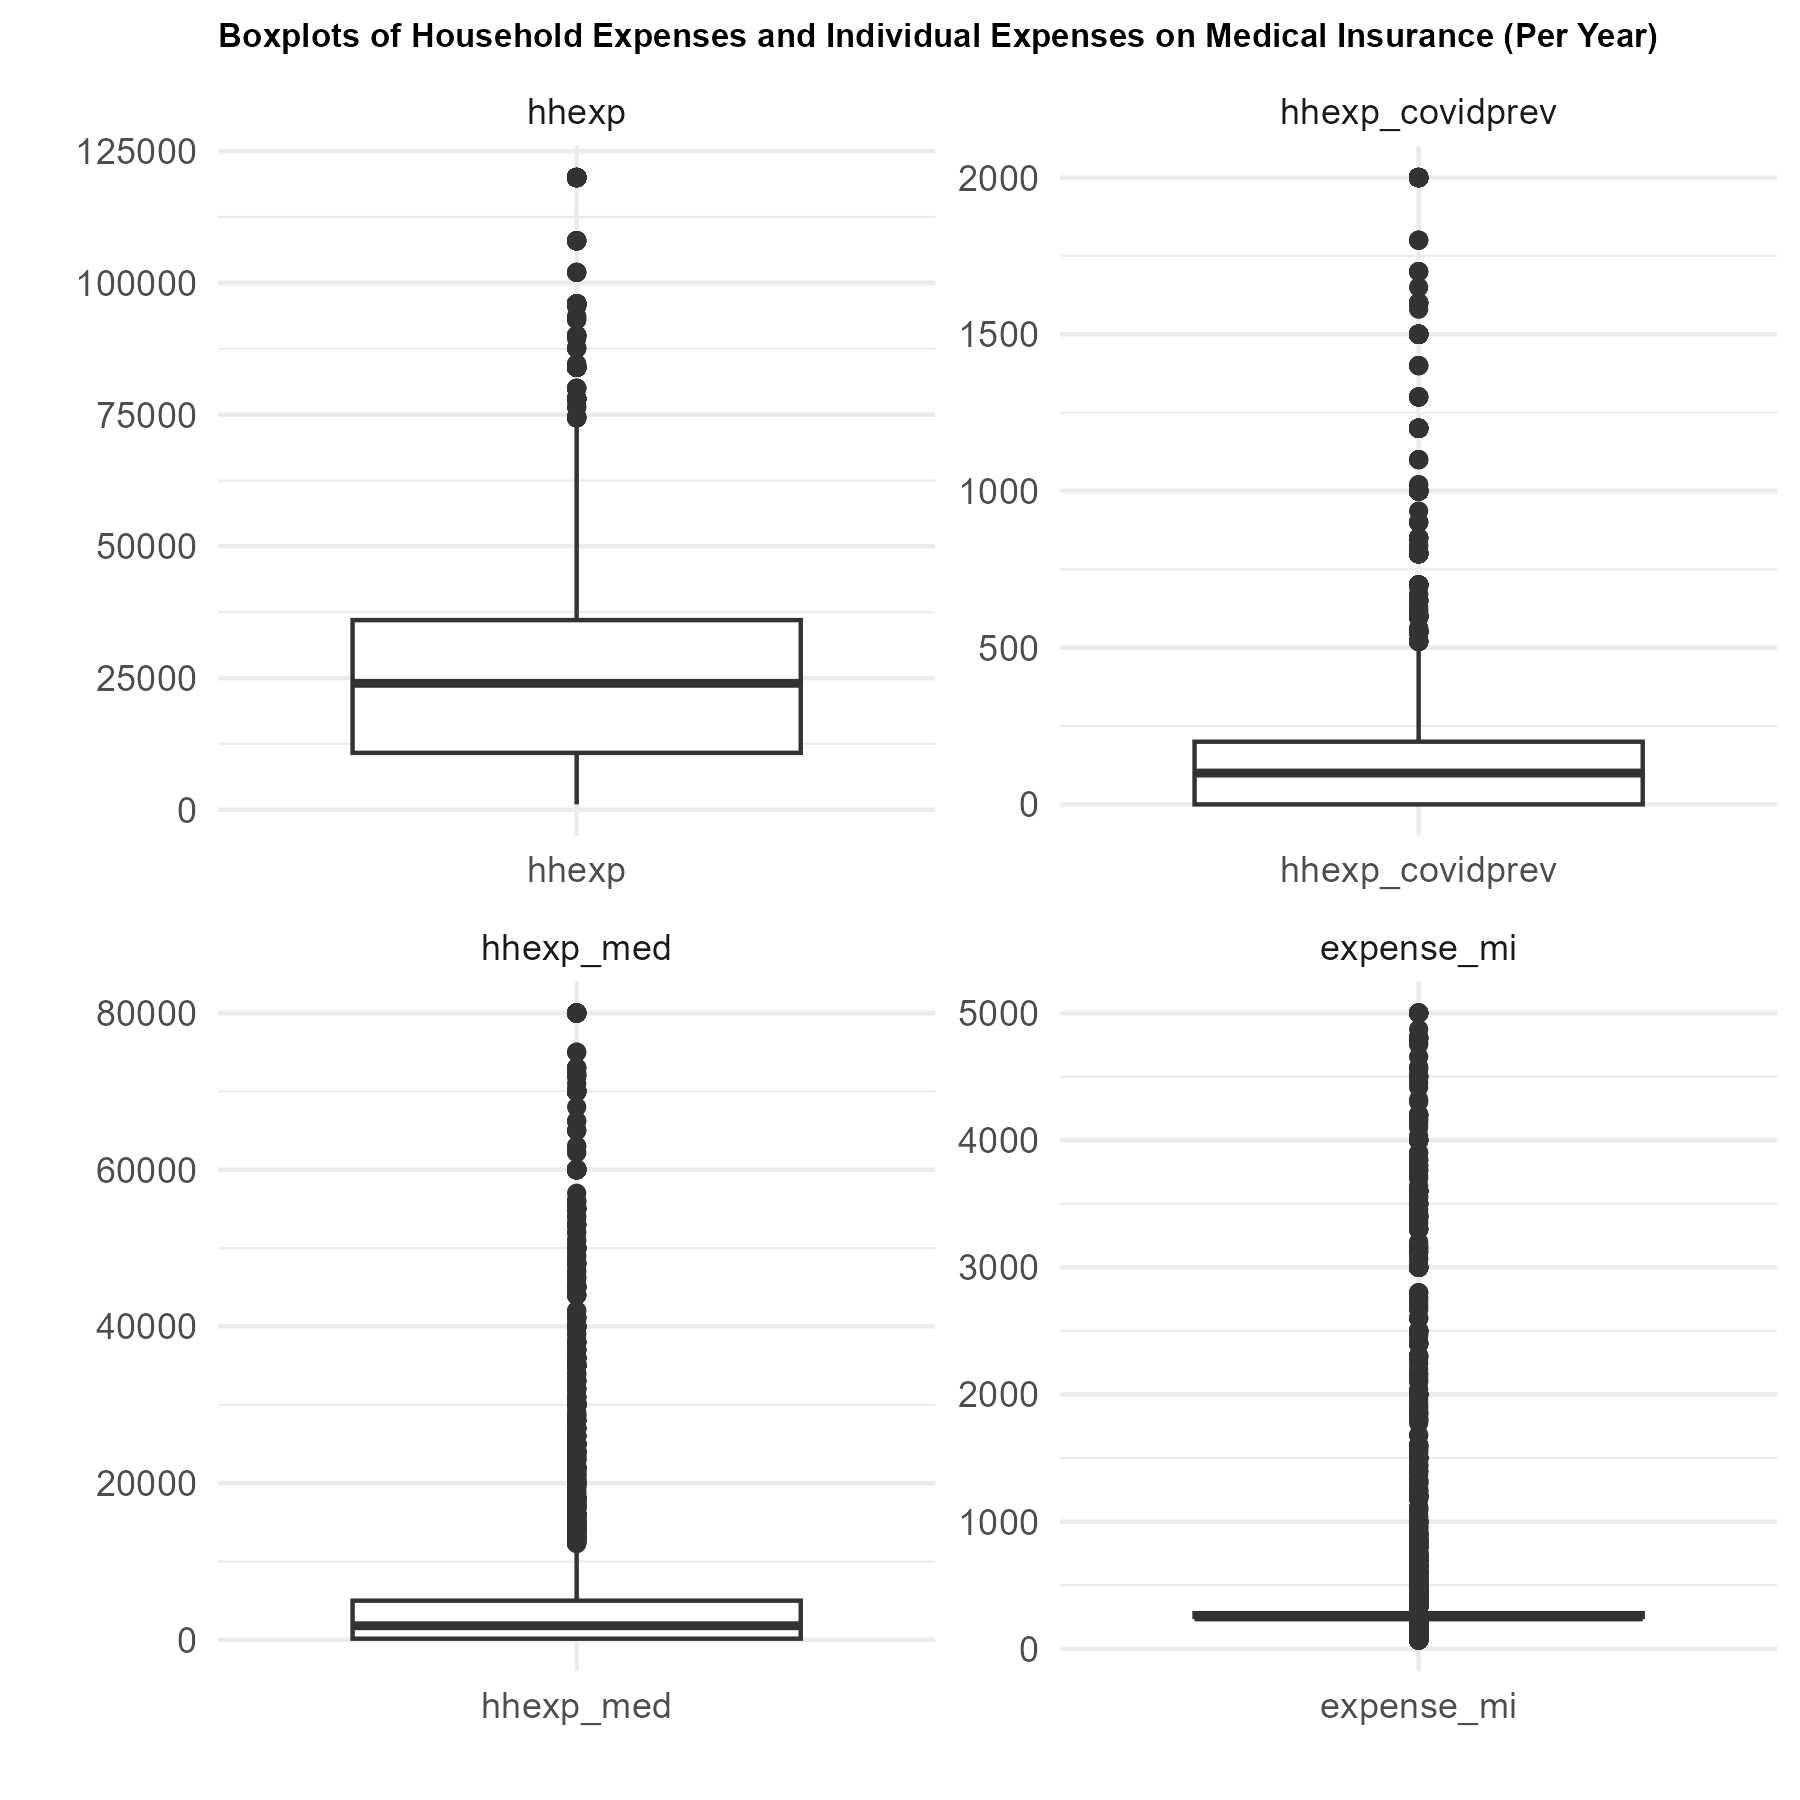 Boxplots of Household Expenses and Individual Expenses on Medical Insurance (Per Year)
hhexp
125000
100000
75000
50000
25000
0
hhexp
hhexp_covidprev
2000
1500
1000
500
0
hhexp_covidprev
hhexp_med
80000
60000
40000
20000
0
hhexp_med
expense_mi
5000
4000
3000
2000
1000
0
expense_mi